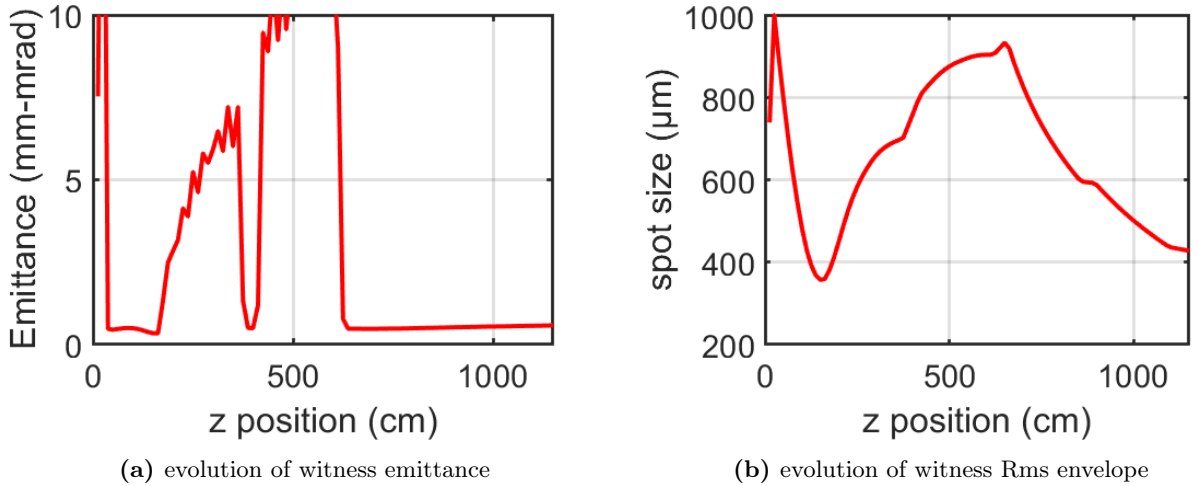 10
5
0
Emittance (mm-mrad)
0 500 1000
z position (cm)
(a) evolution of witness emittance
1000
800
600
400
200
spot size (μm)
0 500 1000
z position (cm)
(b) evolution of witness Rms envelope